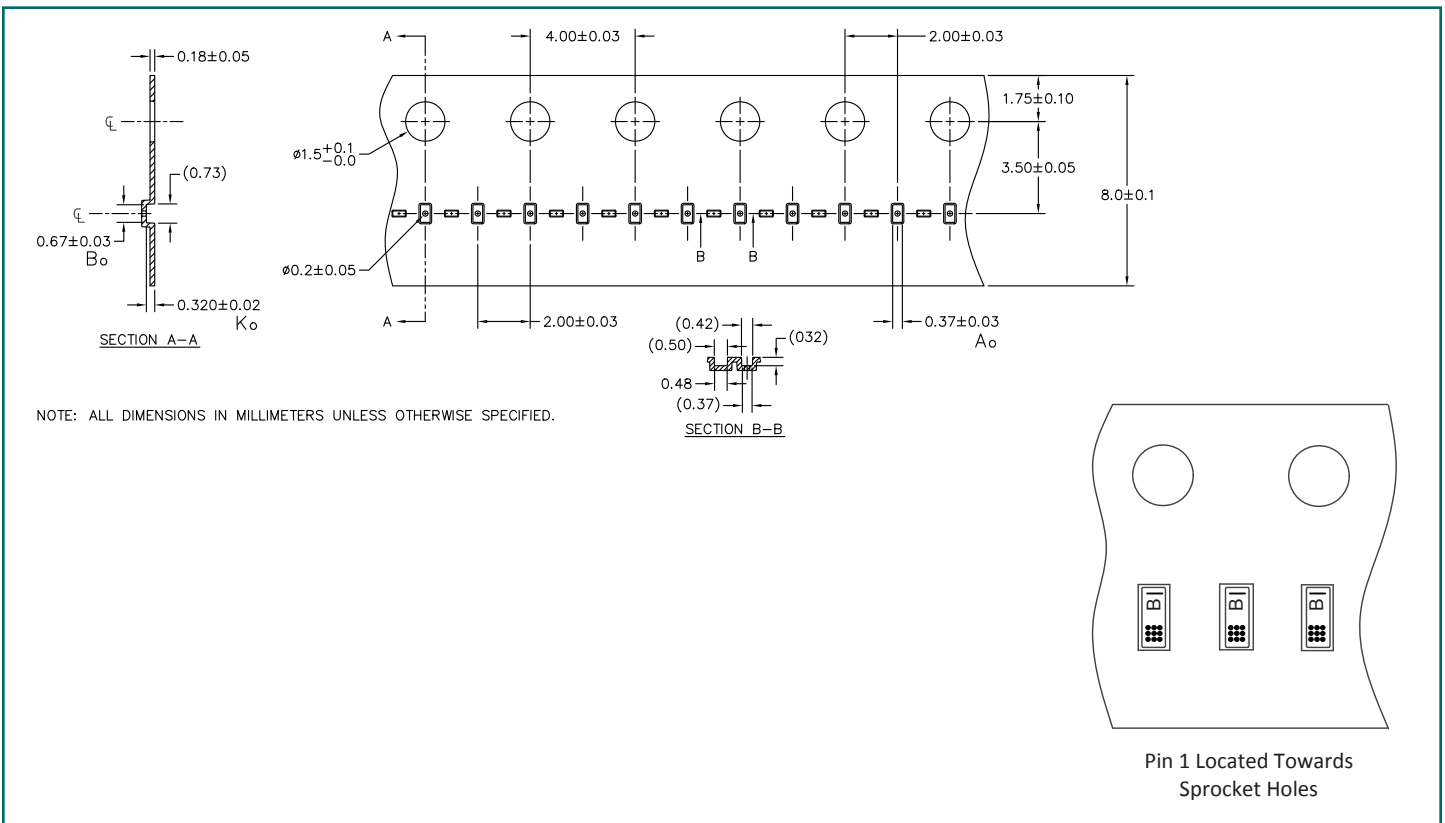 A
4.00±0.03
2.00±0.03
0.18±0.05
1.75±0.10
℄
ø1.5+0.1
−0.0
(0.73)
3.50±0.05
8.0±0.1
℄
0.67±0.03
Bo
B
B
ø0.2±0.05
0.320±0.02
Ko
A
2.00±0.03
(0.42)
(032)
0.37±0.03
Ao
SECTION A–A
(0.50)
0.48
(0.37)
NOTE: ALL DIMENSIONS IN MILLIMETERS UNLESS OTHERWISE SPECIFIED.
SECTION B–B
B
B
B
Pin 1 Located Towards
Sprocket Holes